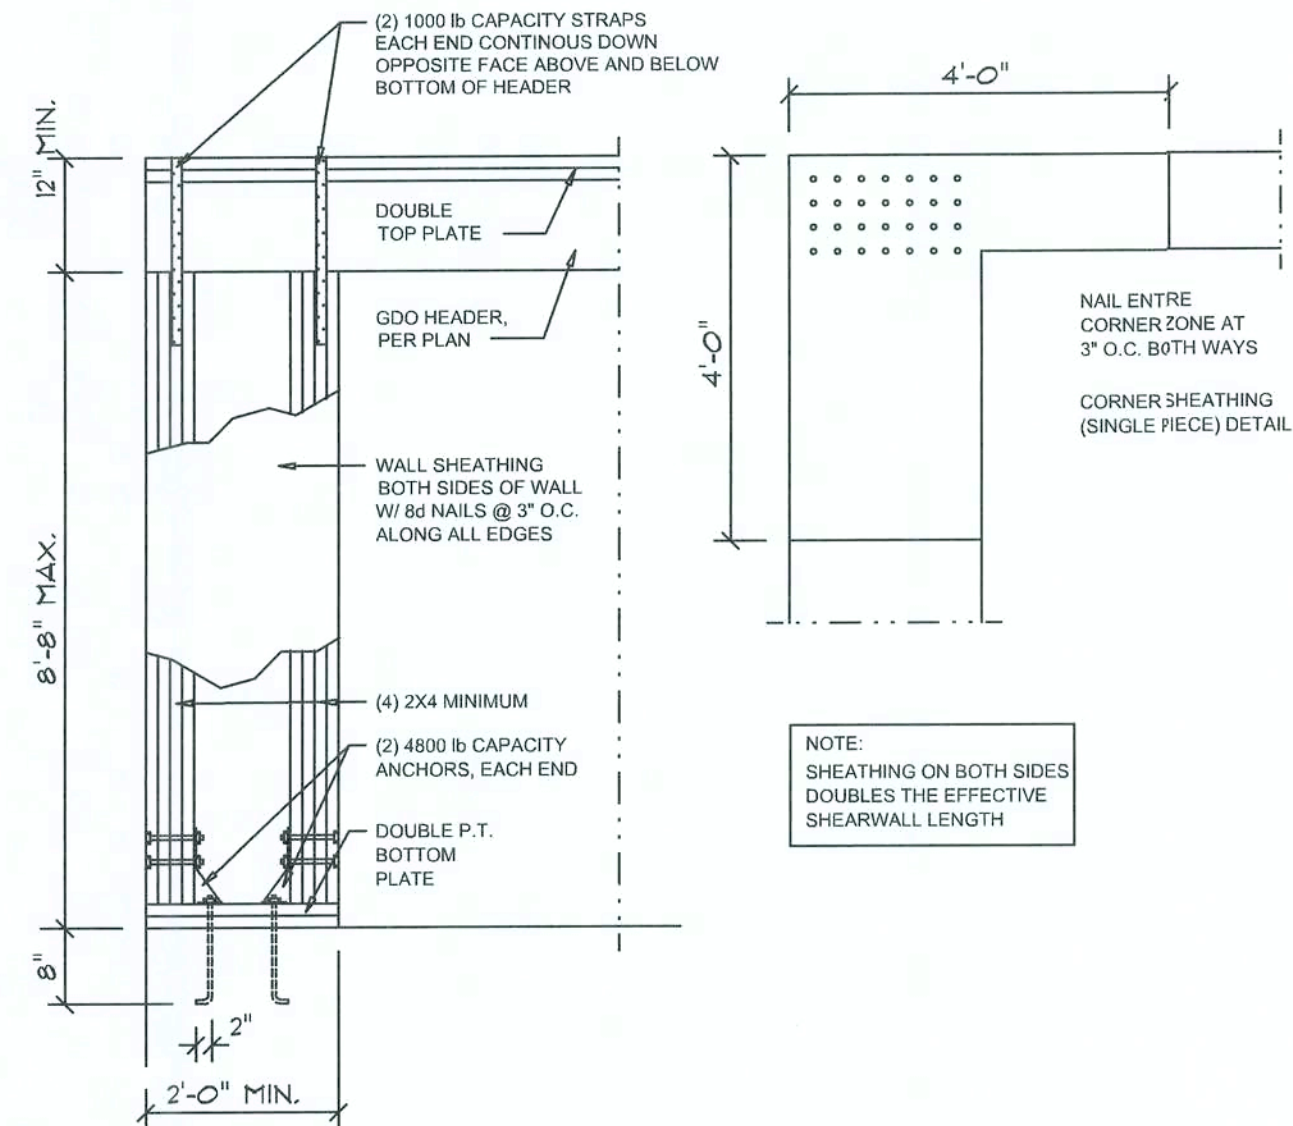 (2) 1000 lb CAPACITY STRAPS
EACH END CONTINOUS DOWN
OPPOSITE FACE ABOVE AND BELOW
BOTTOM OF HEADER
12" MIN.
DOUBLE
TOP PLATE
GDO HEADER,
PER PLAN
WALL SHEATHING
BOTH SIDES OF WALL
W/ 8d NAILS @ 3" O.C.
ALONG ALL EDGES
8'-8" MAX.
(4) 2X4 MINIMUM
(2) 4800 lb CAPACITY
ANCHORS, EACH END
DOUBLE P.T.
BOTTOM
PLATE
8"
2"
2'-0" MIN.
4'-0"
4'-0"
NAIL ENTRE
CORNER ZONE AT
3" O.C. BOTH WAYS
CORNER SHEATHING
(SINGLE PIECE) DETAIL
NOTE:
SHEATHING ON BOTH SIDES
DOUBLES THE EFFECTIVE
SHEARWALL LENGTH